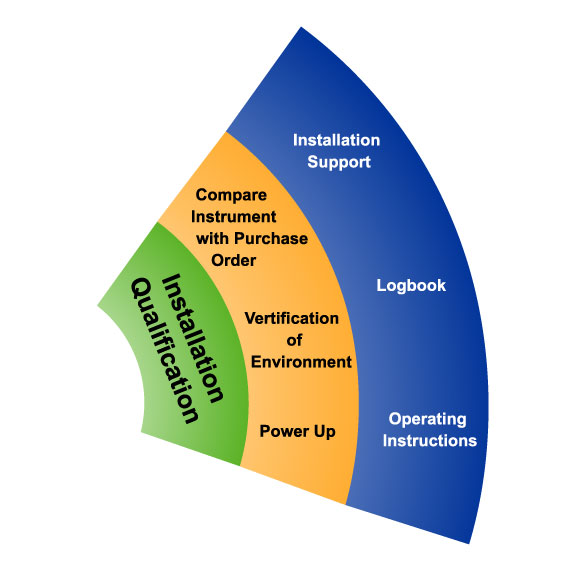 Installation
Qualification
Compare
Instrument
with Purchase
Order
Vertification
of
Environment
Power Up
Installation
Support
Logbook
Operating
Instructions